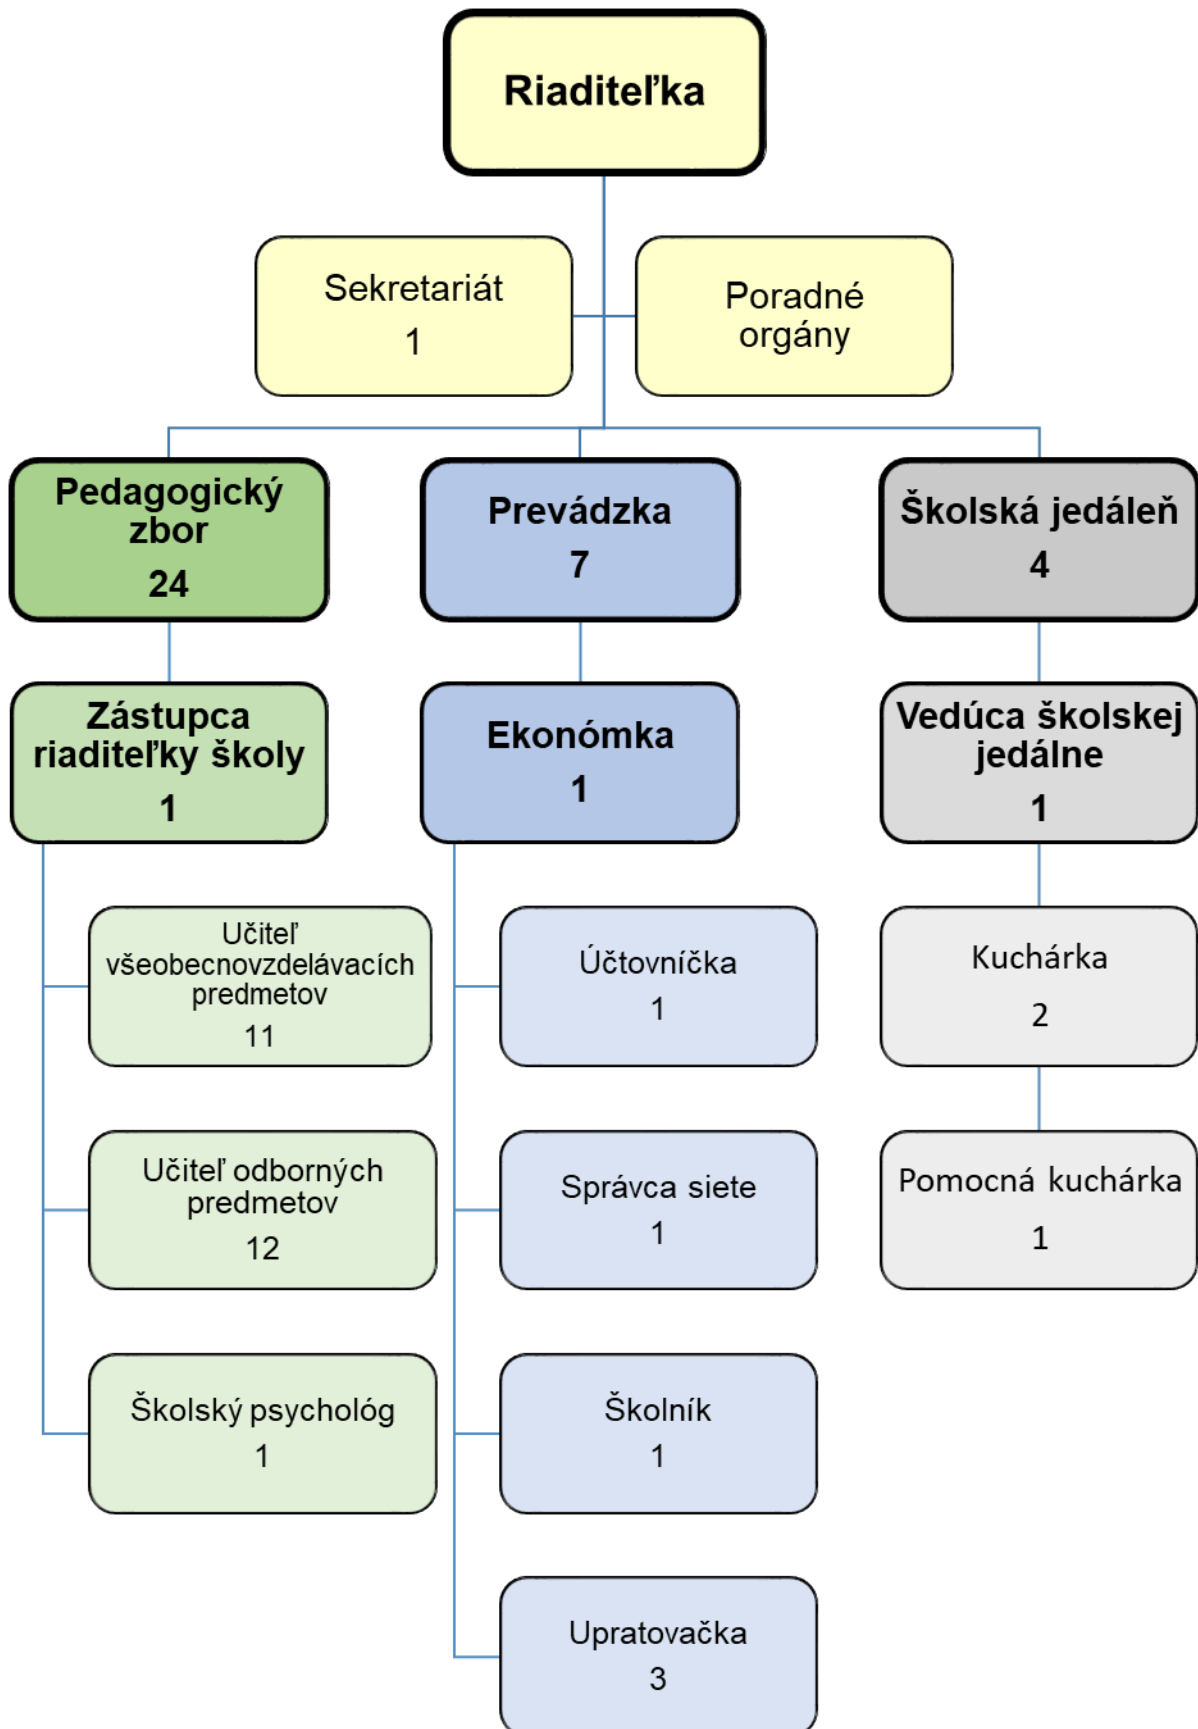 Riaditeľka
Sekretariát
1
Poradné
orgány
Pedagogický
zbor
24
Prevádzka
7
Školská jedáleň
4
Zástupca
riaditeľky školy
1
Ekonómka
1
Vedúca školskej
jedálne
1
Učiteľ
všeobecnovzdelávacích
predmetov
11
Účtovníčka
1
Kuchárka
2
Učiteľ odborných
predmetov
12
Správca siete
1
Pomocná kuchárka
1
Školský psychológ
1
Školník
1
Upratovačka
3